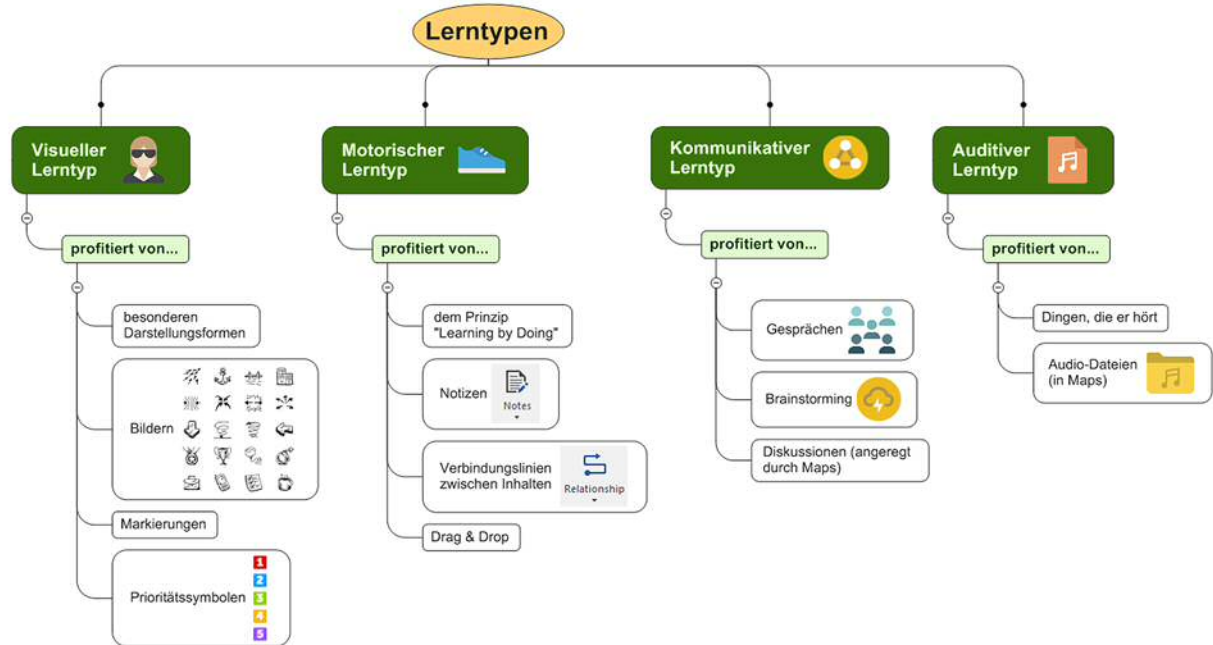 Lerntypen
Visueller
Lerntyp
profitiert von...
besonderen
Darstellungsformen
Bildern
Markierungen
Prioritätssymbolen
1
2
3
4
5
Motorischer
Lerntyp
profitiert von...
dem Prinzip
"Learning by Doing"
Notizen
Notes
Verbindungslinien
zwischen Inhalten
Relationship
Drag & Drop
Kommunikativer
Lerntyp
profitiert von...
Gesprächen
Brainstorming
Diskussionen (angeregt
durch Maps)
Auditiver
Lerntyp
profitiert von...
Dingen, die er hört
Audio-Dateien
(in Maps)